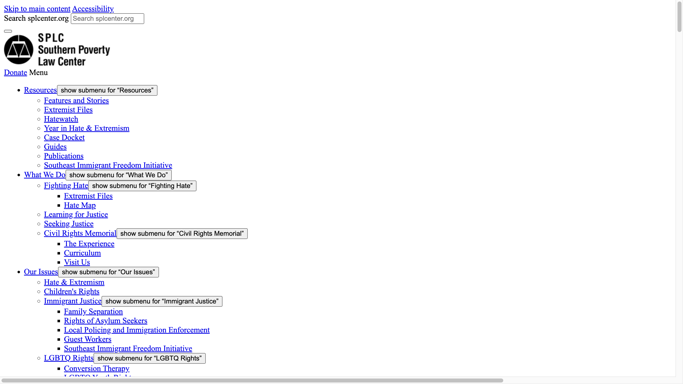 Skip to main content Accessibility
Search splcenter.org Search splcenter.org
SPLC
Southern Poverty
Law Center
Donate Menu
Resources show submenu for “Resources”
Features and Stories
Extremist Files
Hatewatch
Year in Hate & Extremism
Case Docket
Guides
Publications
Southeast Immigrant Freedom Initiative
What We Do show submenu for “What We Do”
Fighting Hate show submenu for “Fighting Hate”
Extremist Files
Hate Map
Learning for Justice
Seeking Justice
Civil Rights Memorial show submenu for “Civil Rights Memorial”
The Experience
Curriculum
Visit Us
Our Issues show submenu for “Our Issues”
Hate & Extremism
Children's Rights
Immigrant Justice show submenu for “Immigrant Justice”
Family Separation
Rights of Asylum Seekers
Local Policing and Immigration Enforcement
Guest Workers
Southeast Immigrant Freedom Initiative
LGBTQ Rights show submenu for “LGBTQ Rights”
Conversion Therapy